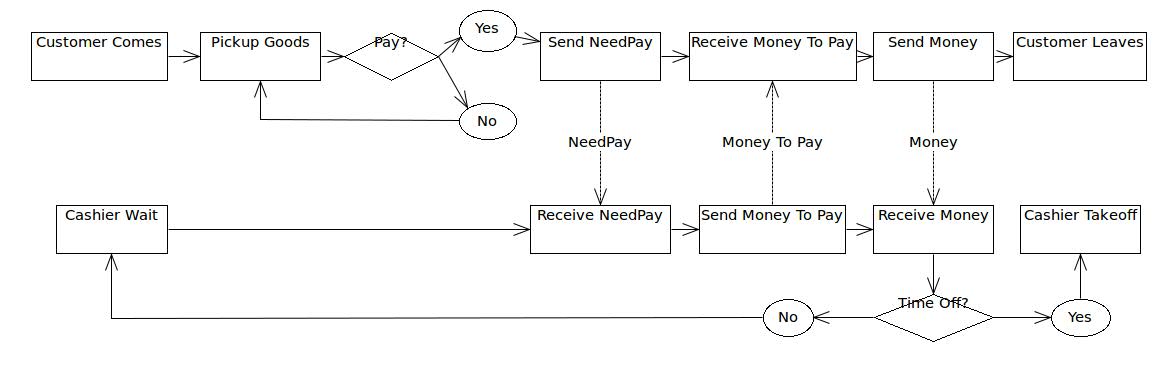 Yes
Customer Comes
Pickup Goods
Pay?
Send NeedPay
Receive Money To Pay
Send Money
Customer Leaves
No
NeedPay
Money To Pay
Money
Cashier Wait
Receive NeedPay
Send Money To Pay
Receive Money
Cashier Takeoff
Time Off?
No
Yes